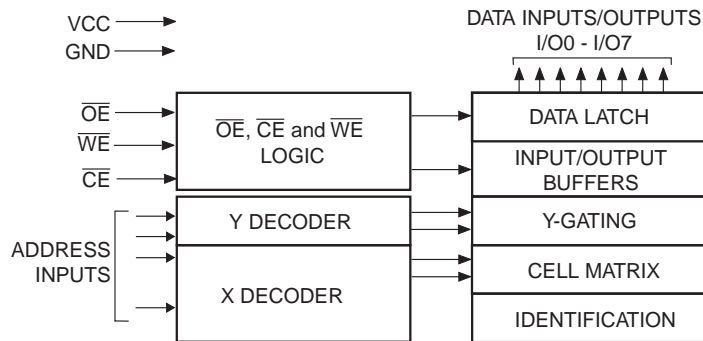 VCC
GND
DATA INPUTS/OUTPUTS
I/O0 - I/O7
OE
WE
CE
OE, CE and WE
LOGIC
DATA LATCH
INPUT/OUTPUT
BUFFERS
ADDRESS
INPUTS
Y DECODER
Y-GATING
X DECODER
CELL MATRIX
IDENTIFICATION